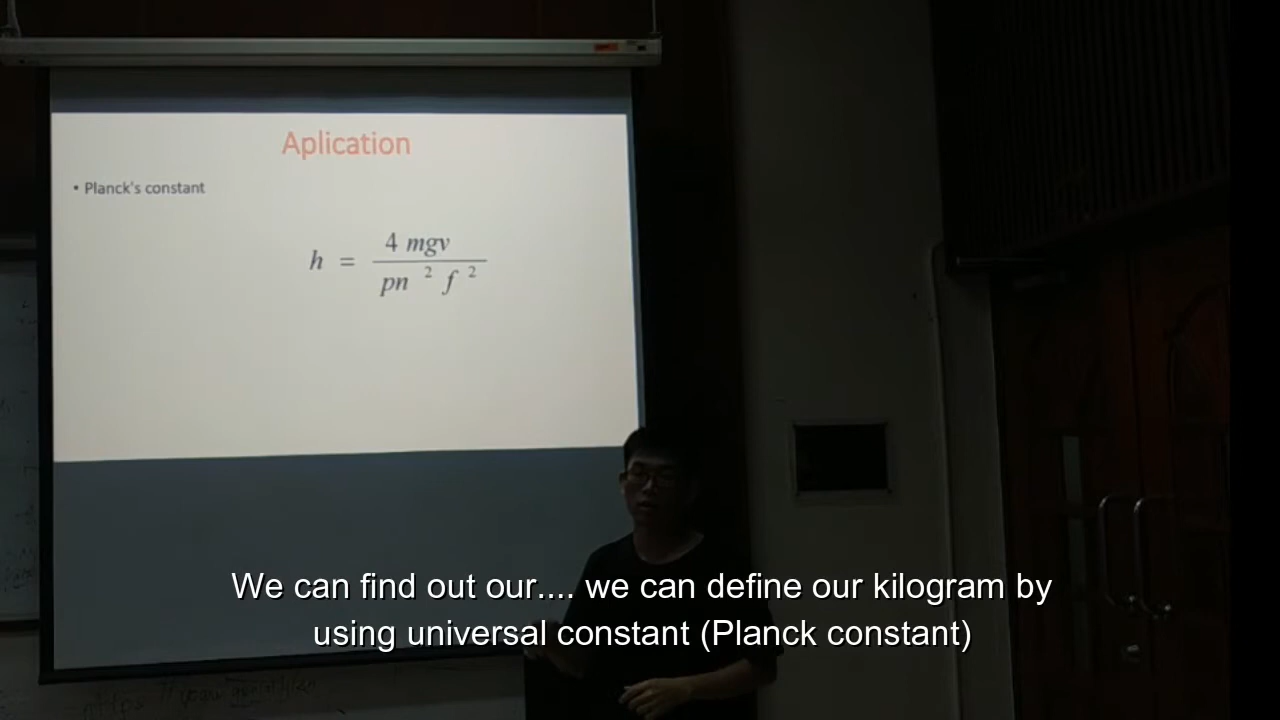 Aplication
• Planck's constant
h = 4 mgv / pn 2 f 2
We can find out our.... we can define our kilogram by
using universal constant (Planck constant)